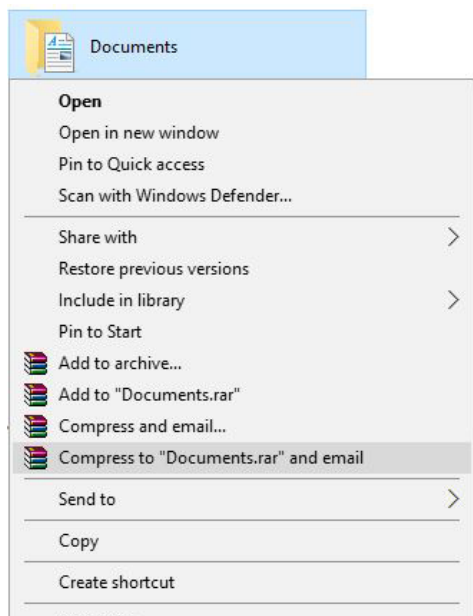 Documents
Open
Open in new window
Pin to Quick access
Scan with Windows Defender...
Share with
Restore previous versions
Include in library
Pin to Start
Add to archive...
Add to "Documents.rar"
Compress and email...
Compress to "Documents.rar" and email
Send to
Copy
Create shortcut